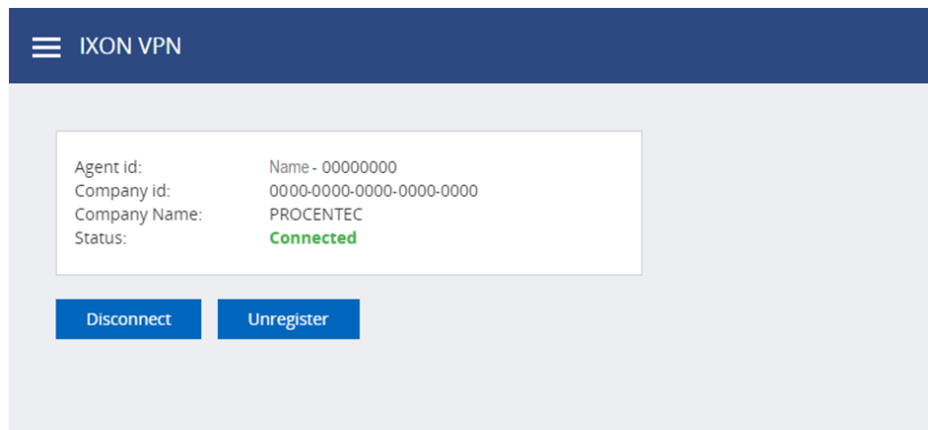 IXON VPN
Agent id: Name - 00000000
Company id: 0000-0000-0000-0000-0000
Company Name: PROCENTEC
Status: Connected
Disconnect Unregister